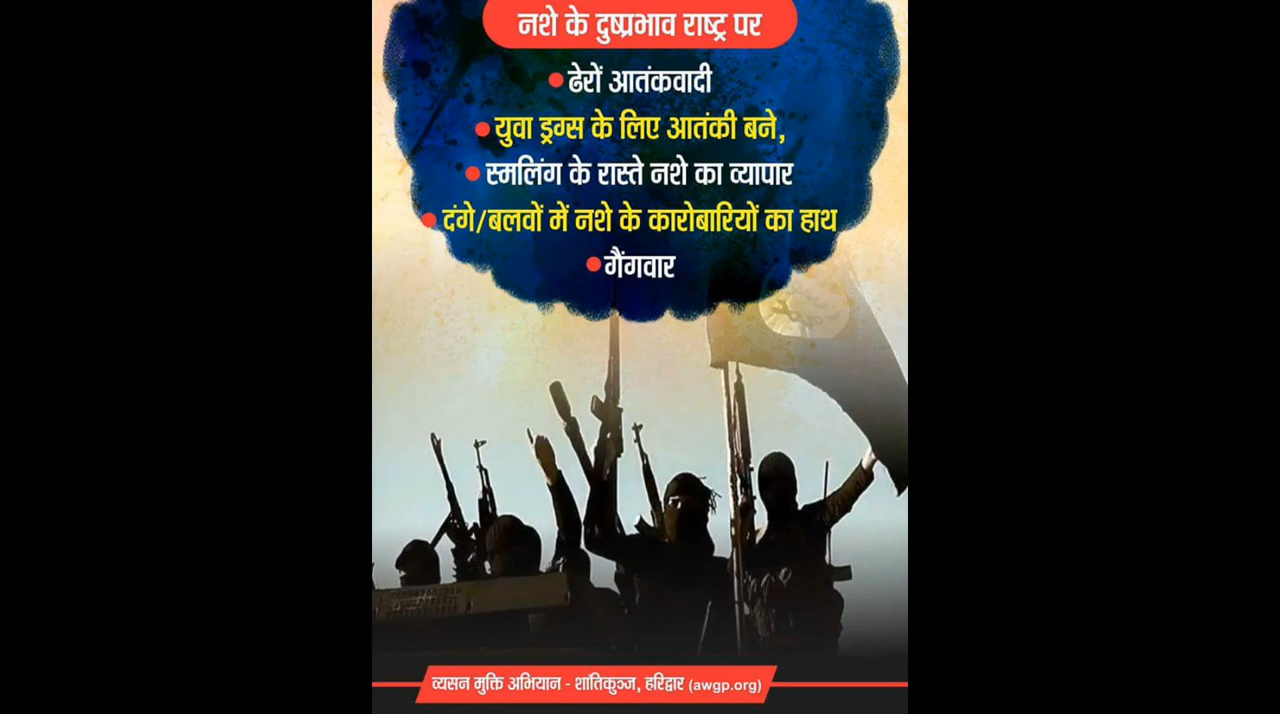 नशे के दुष्प्रभाव राष्ट्र पर
ढेरों आतंकवादी
युवा ड्रग्स के लिए आतंकी बने,
स्मलिंग के रास्ते नशे का व्यापार
दंगे/बलवों में नशे के कारोबारियों का हाथ
गैंगवार
व्यसन मुक्ति अभियान - शांतिकुञ्ज, हरिद्वार (awgp.org)